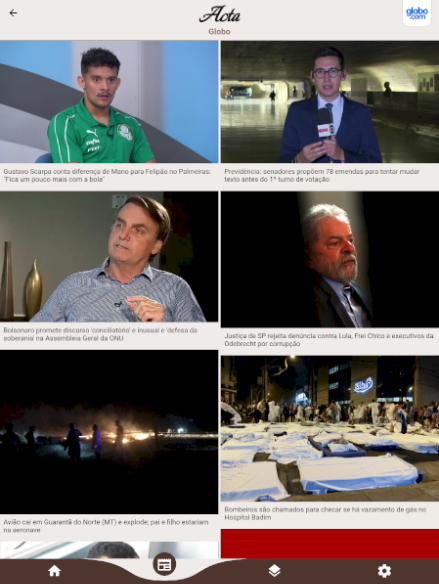 Acta
globo
.com
Globo
Gustavo Scarpa conta diferença de Mano para Felipão no Palmeiras:
"Fica um pouco mais com a bola"
Previdência: senadores propõem 78 emendas para tentar mudar
texto antes do 1º turno de votação
Bolsonaro promete discurso 'conciliatório' e inusual e 'defesa da
soberania' na Assembleia Geral da ONU
Justiça de SP rejeita denúncia contra Lula, Frei Chico e executivos da
Odebrecht por corrupção
Avião cai em Guarantã do Norte (MT) e explode; pai e filho estariam
na aeronave
Bombeiros são chamados para checar se há vazamento de gás no
Hospital Badim